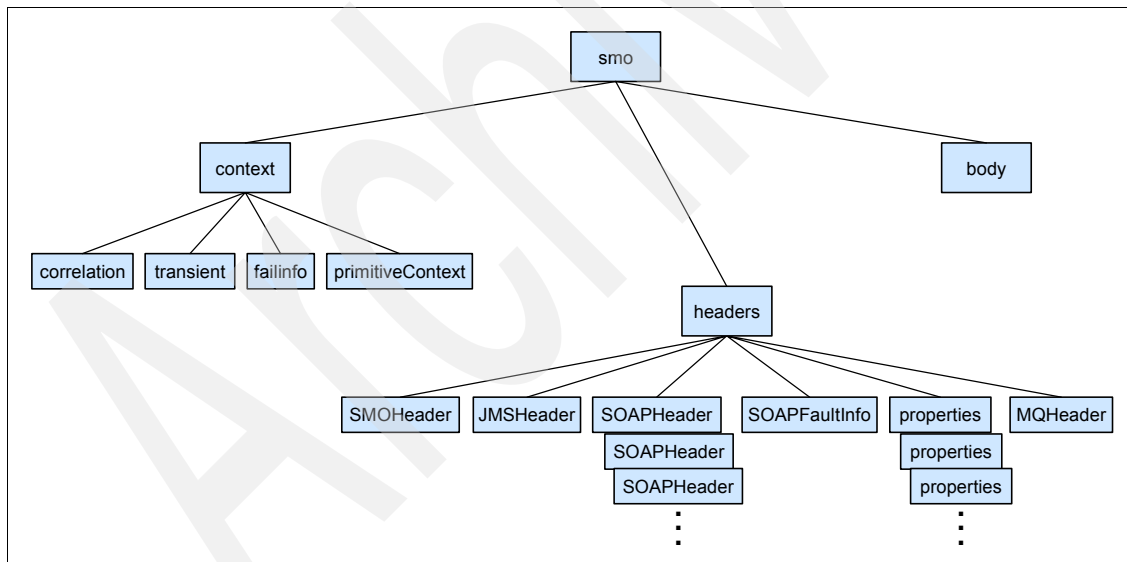 smo
context
body
correlation transient failinfo primitiveContext
headers
SMOHeader JMSHeader SOAPHeader SOAPFaultInfo properties MQHeader
SOAPHeader properties
SOAPHeader properties